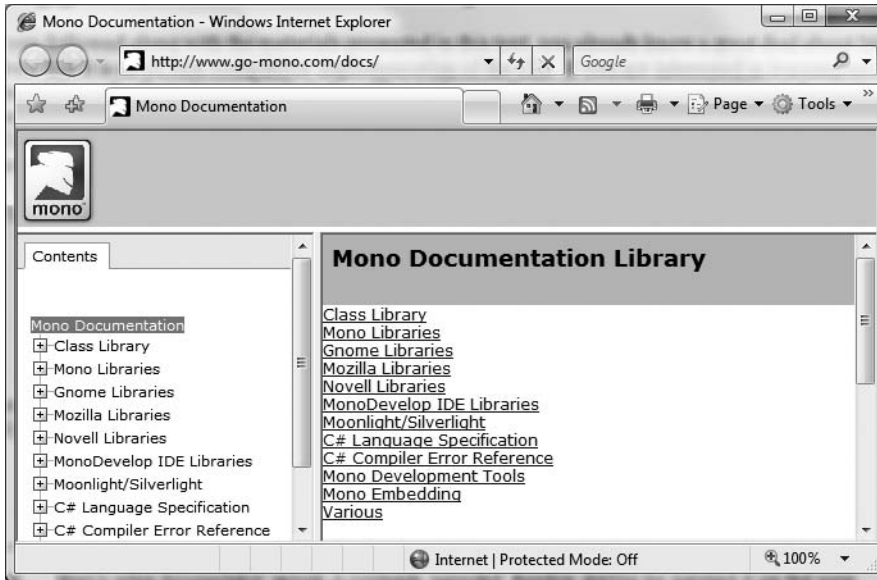 Mono Documentation - Windows Internet Explorer
http://www.go-mono.com/docs/
Google
Mono Documentation
Page
Tools
mono
Contents
Mono Documentation
Class Library
Mono Libraries
Gnome Libraries
Mozilla Libraries
Novell Libraries
MonoDevelop IDE Libraries
Moonlight/Silverlight
C# Language Specification
C# Compiler Error Reference
Mono Documentation Library
Class Library
Mono Libraries
Gnome Libraries
Mozilla Libraries
Novell Libraries
MonoDevelop IDE Libraries
Moonlight/Silverlight
C# Language Specification
C# Compiler Error Reference
Mono Development Tools
Mono Embedding
Various
Internet | Protected Mode: Off
100%